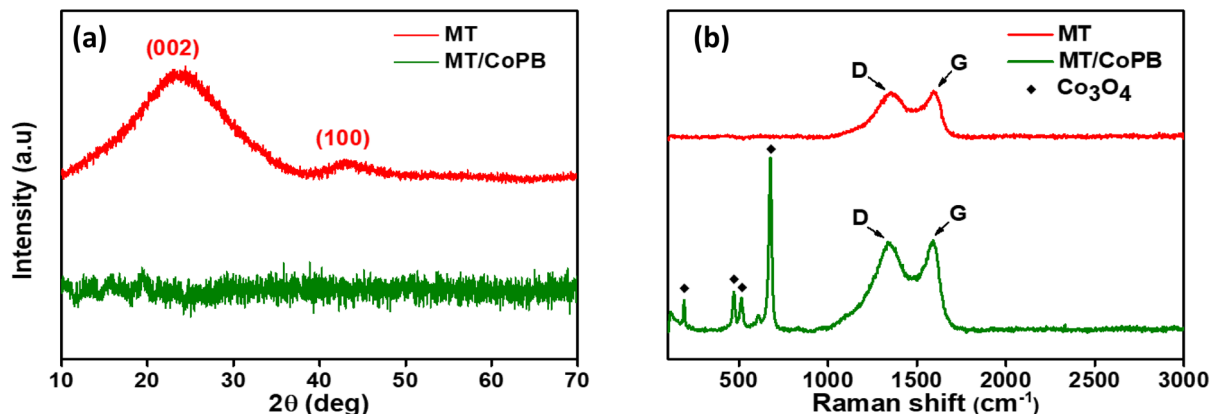 (a)
MT
MT/CoPB
(002)
(100)
Intensity (a.u)
10 20 30 40 50 60 70
2θ (deg)
(b)
MT
MT/CoPB
◆ Co₃O₄
D
G
D
G
500 1000 1500 2000 2500 3000
Raman shift (cm⁻¹)